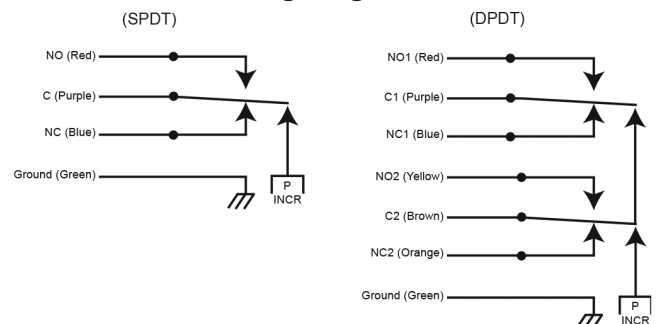 (SPDT)
NO (Red)
C (Purple)
NC (Blue)
Ground (Green)
P
INCR
(DPDT)
NO1 (Red)
C1 (Purple)
NC1 (Blue)
NO2 (Yellow)
C2 (Brown)
NC2 (Orange)
Ground (Green)
P
INCR